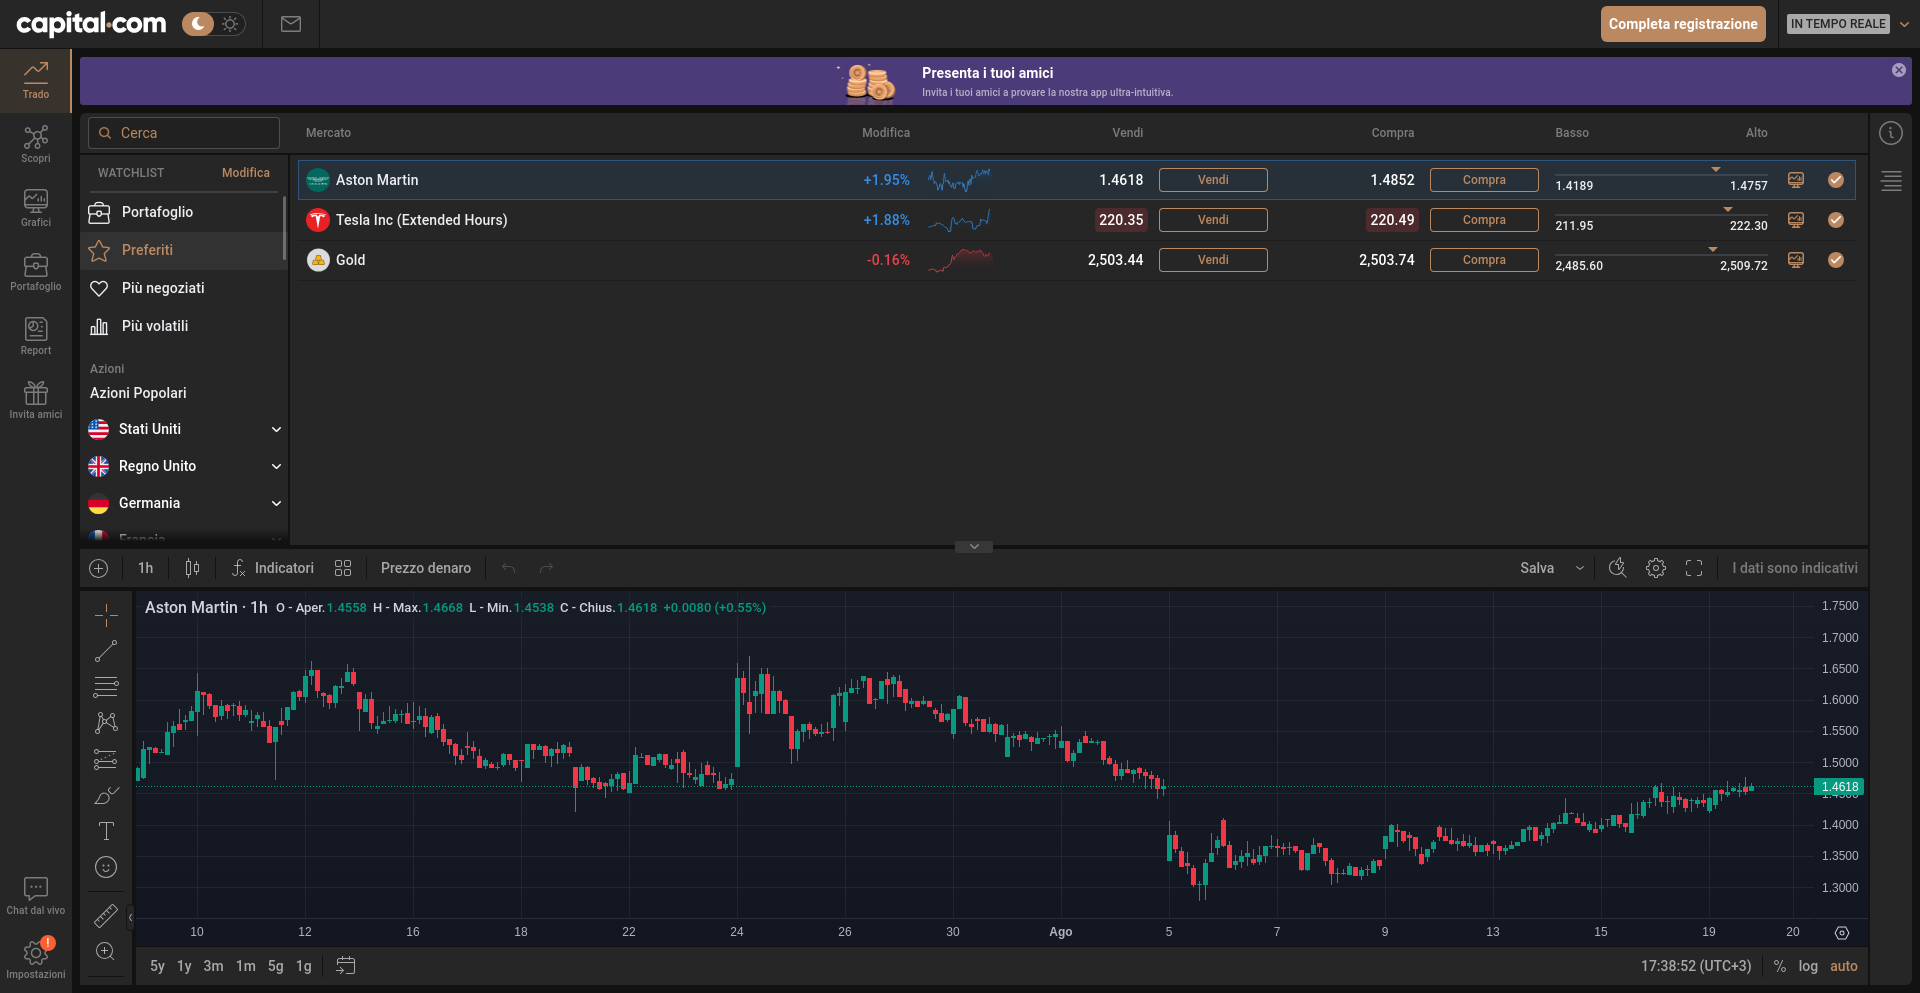 capital.com
Completa registrazione
IN TEMPO REALE
Trado
Scopri
Grafici
Portafoglio
Report
Invita amici
Chat dal vivo
Impostazioni
Presenta i tuoi amici
Invita i tuoi amici a provare la nostra app ultra-intuitiva.
Cerca
Mercato Modifica Vendi Compra Basso Alto
WATCHLIST Modifica
Portafoglio
Preferiti
Più negoziati
Più volatili
Azioni
Azioni Popolari
Stati Uniti
Regno Unito
Germania
Francia
Aston Martin +1.95% 1.4618 Vendi 1.4852 Compra 1.4189 1.4757
Tesla Inc (Extended Hours) +1.88% 220.35 Vendi 220.49 Compra 211.95 222.30
Gold -0.16% 2,503.44 Vendi 2,503.74 Compra 2,485.60 2,509.72
1h Indicatori Prezzo denaro Salva I dati sono indicativi
Aston Martin · 1h O - Aper.1.4558 H - Max.1.4668 L - Min.1.4538 C - Chius.1.4618 +0.0080 (+0.55%)
1.7500
1.7000
1.6500
1.6000
1.5500
1.5000
1.4618
1.4000
1.3500
1.3000
10 12 16 18 22 24 26 30 Ago 5 7 9 13 15 19 20
5y 1y 3m 1m 5g 1g 17:38:52 (UTC+3) % log auto